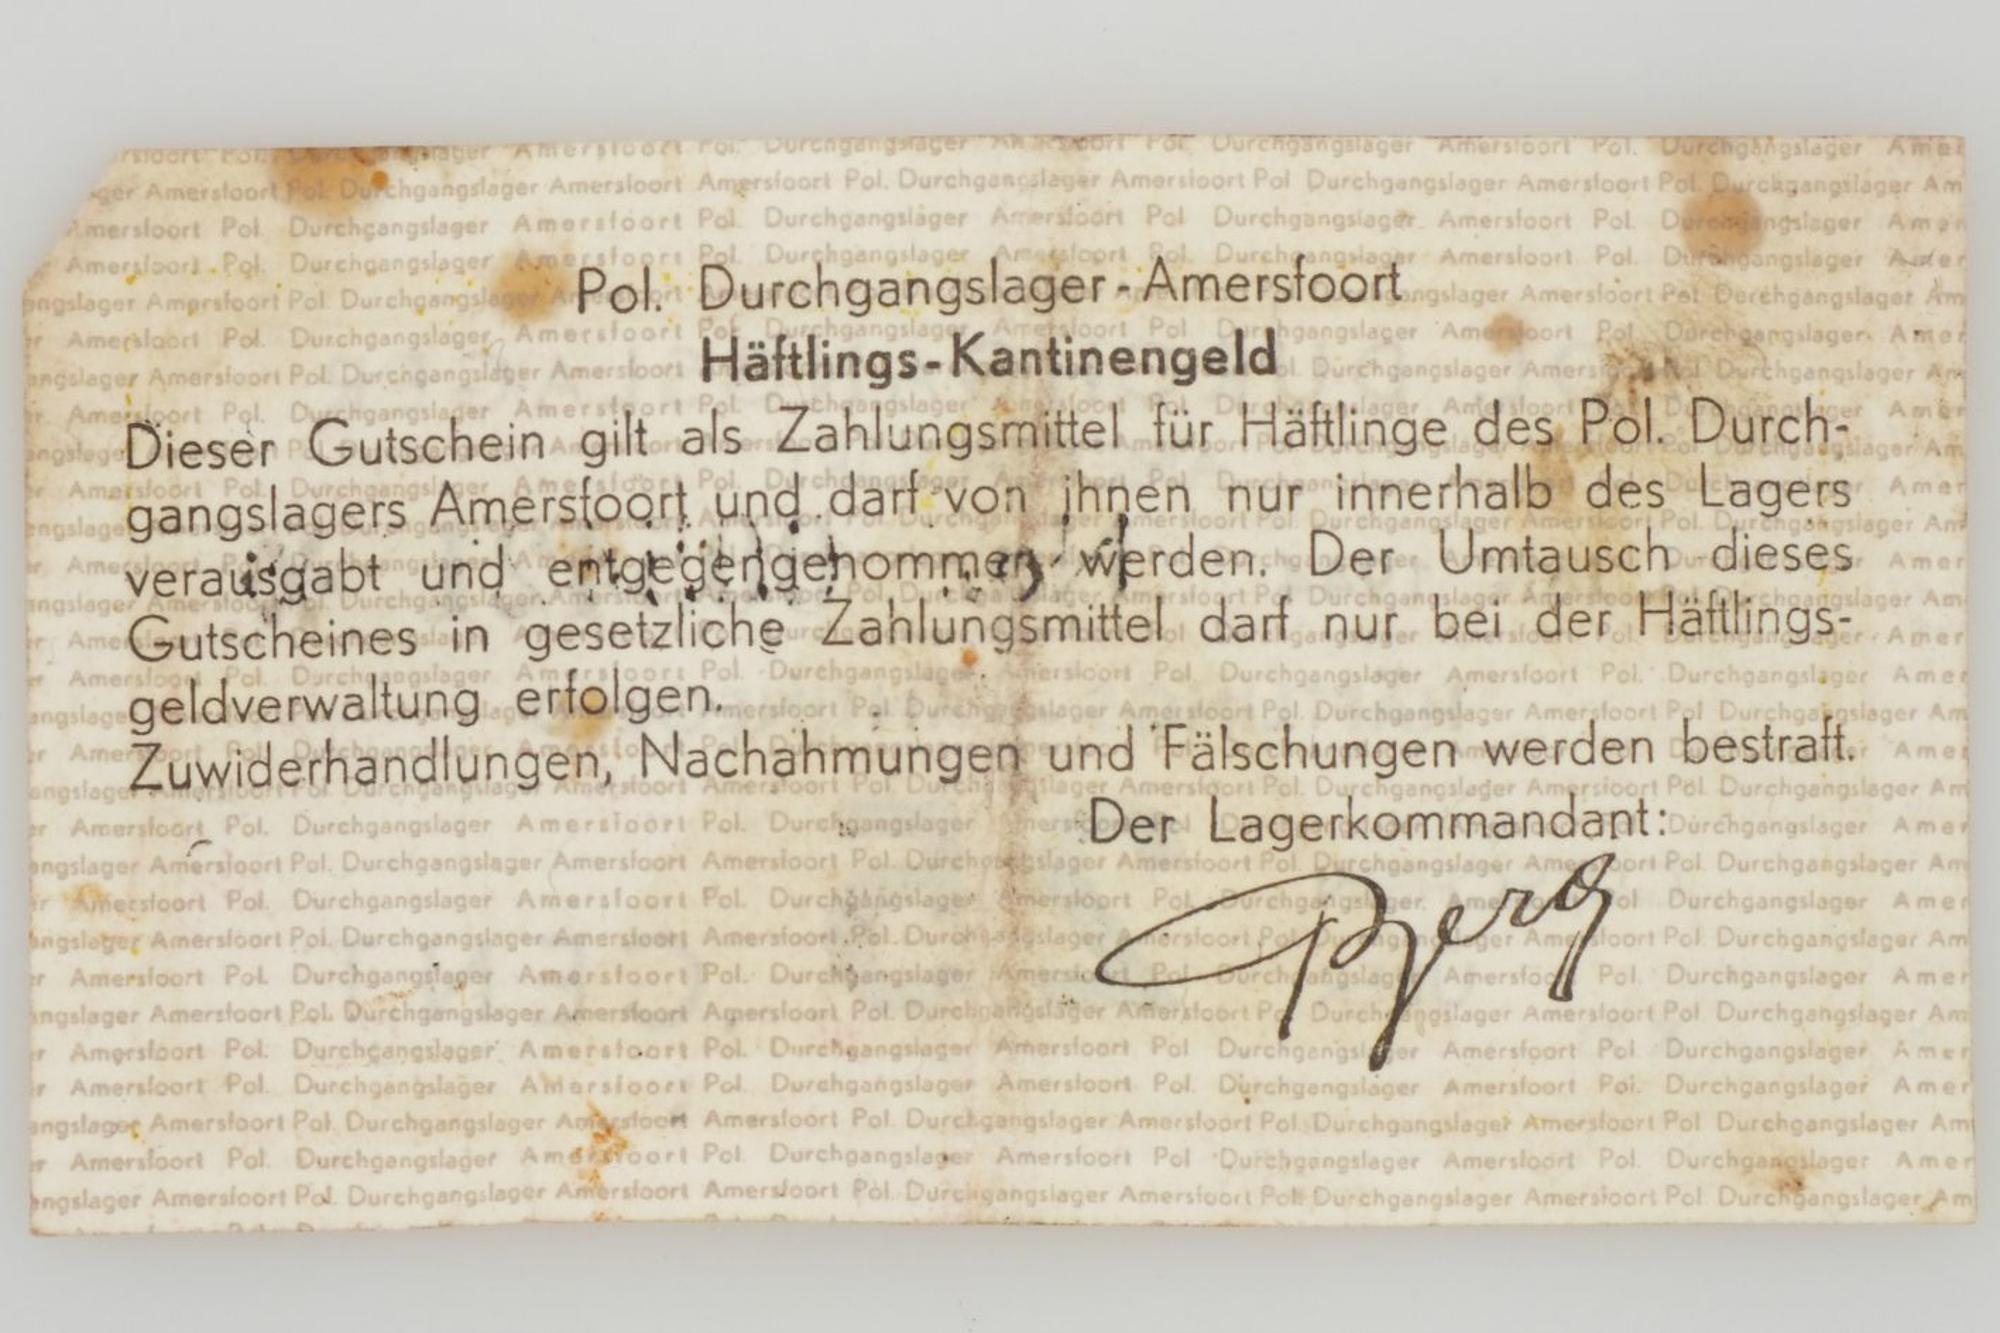 Pol. Durchgangslager-Amersfoort
Häftlings-Kantinengeld
Dieser Gutschein gilt als Zahlungsmittel für Häftlinge des Pol. Durch-
gangslagers Amersfoort und darf von ihnen nur innerhalb des Lagers
verausgabt und entgegengenommen werden. Der Umtausch dieses
Gutscheines in gesetzliche Zahlungsmittel darf nur bei der Häftlings-
geldverwaltung erfolgen.
Zuwiderhandlungen, Nachahmungen und Fälschungen werden bestraft.
Der Lagerkommandant:
Berg